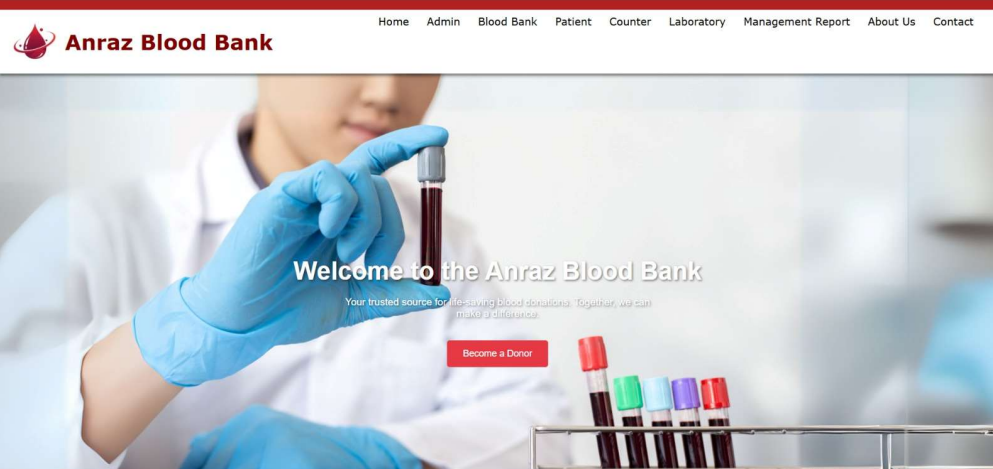 Home Admin Blood Bank Patient Counter Laboratory Management Report About Us Contact
Anraz Blood Bank
Welcome to the Anraz Blood Bank
Your trusted source for life-saving blood donations. Together, we can
make a difference.
Become a Donor